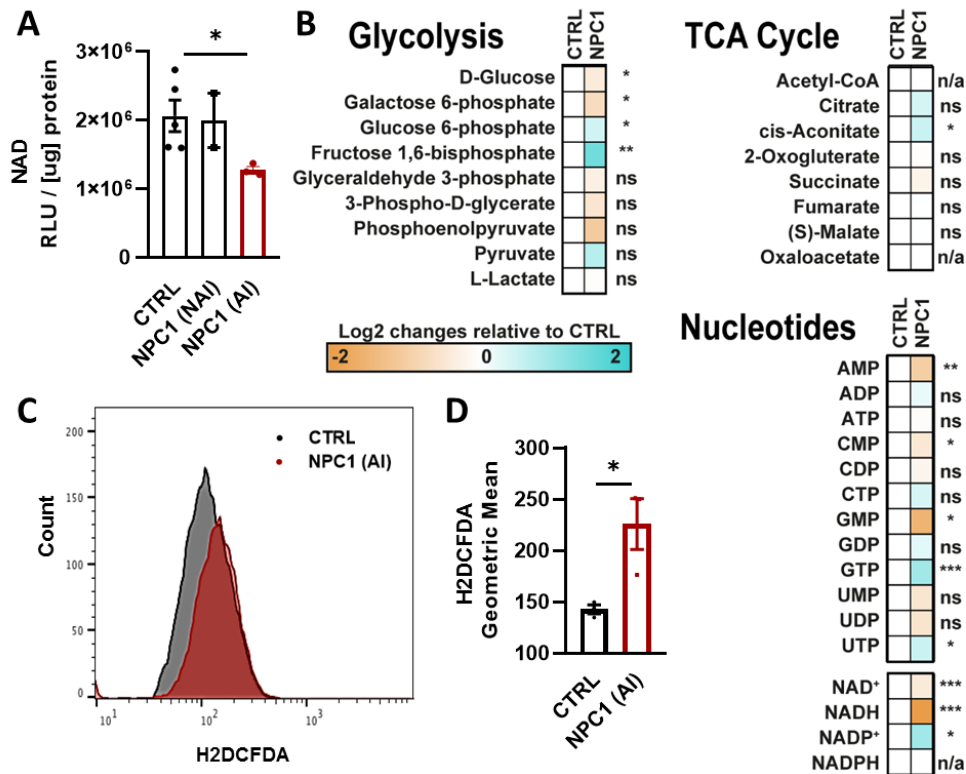 A
*
3×10⁶
2×10⁶
1×10⁶
0
NAD
RLU / [ug] protein
CTRL
NPC1 (NAI)
NPC1 (AI)
B
Glycolysis
CTRL
NPC1
D-Glucose *
Galactose 6-phosphate *
Glucose 6-phosphate *
Fructose 1,6-bisphosphate **
Glyceraldehyde 3-phosphate ns
3-Phospho-D-glycerate ns
Phosphoenolpyruvate ns
Pyruvate ns
L-Lactate ns
Log2 changes relative to CTRL
-2 0 2
TCA Cycle
CTRL
NPC1
Acetyl-CoA n/a
Citrate ns
cis-Aconitate *
2-Oxogluterate ns
Succinate ns
Fumarate ns
(S)-Malate ns
Oxaloacetate n/a
Nucleotides
CTRL
NPC1
AMP **
ADP ns
ATP ns
CMP *
CDP ns
CTP ns
GMP *
GDP ns
GTP ***
UMP ns
UDP ns
UTP *
NAD⁺ ***
NADH ***
NADP⁺ *
NADPH n/a
C
CTRL
NPC1 (AI)
200
150
100
50
0
Count
10¹ 10² 10³
H2DCFDA
D
*
300
250
200
150
100
H2DCFDA
Geometric Mean
CTRL
NPC1 (AI)